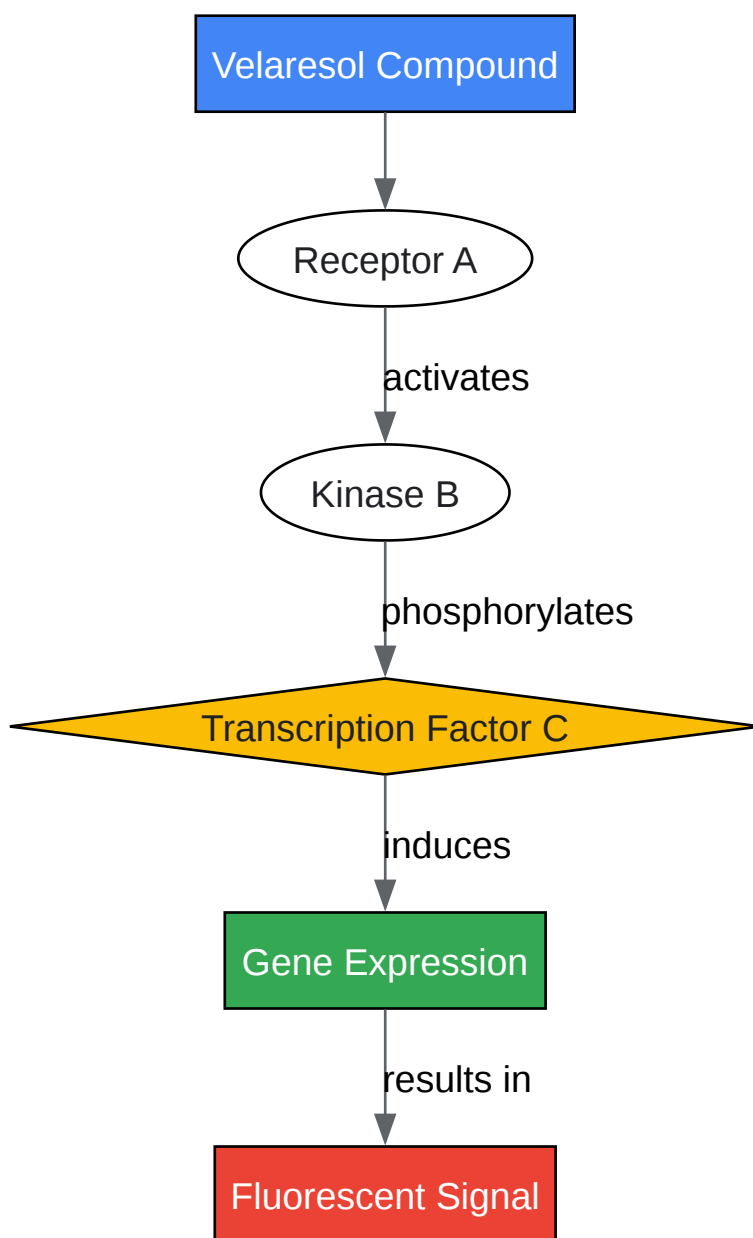 Velaresol Compound
Receptor A
activates
Kinase B
phosphorylates
Transcription Factor C
induces
Gene Expression
results in
Fluorescent Signal